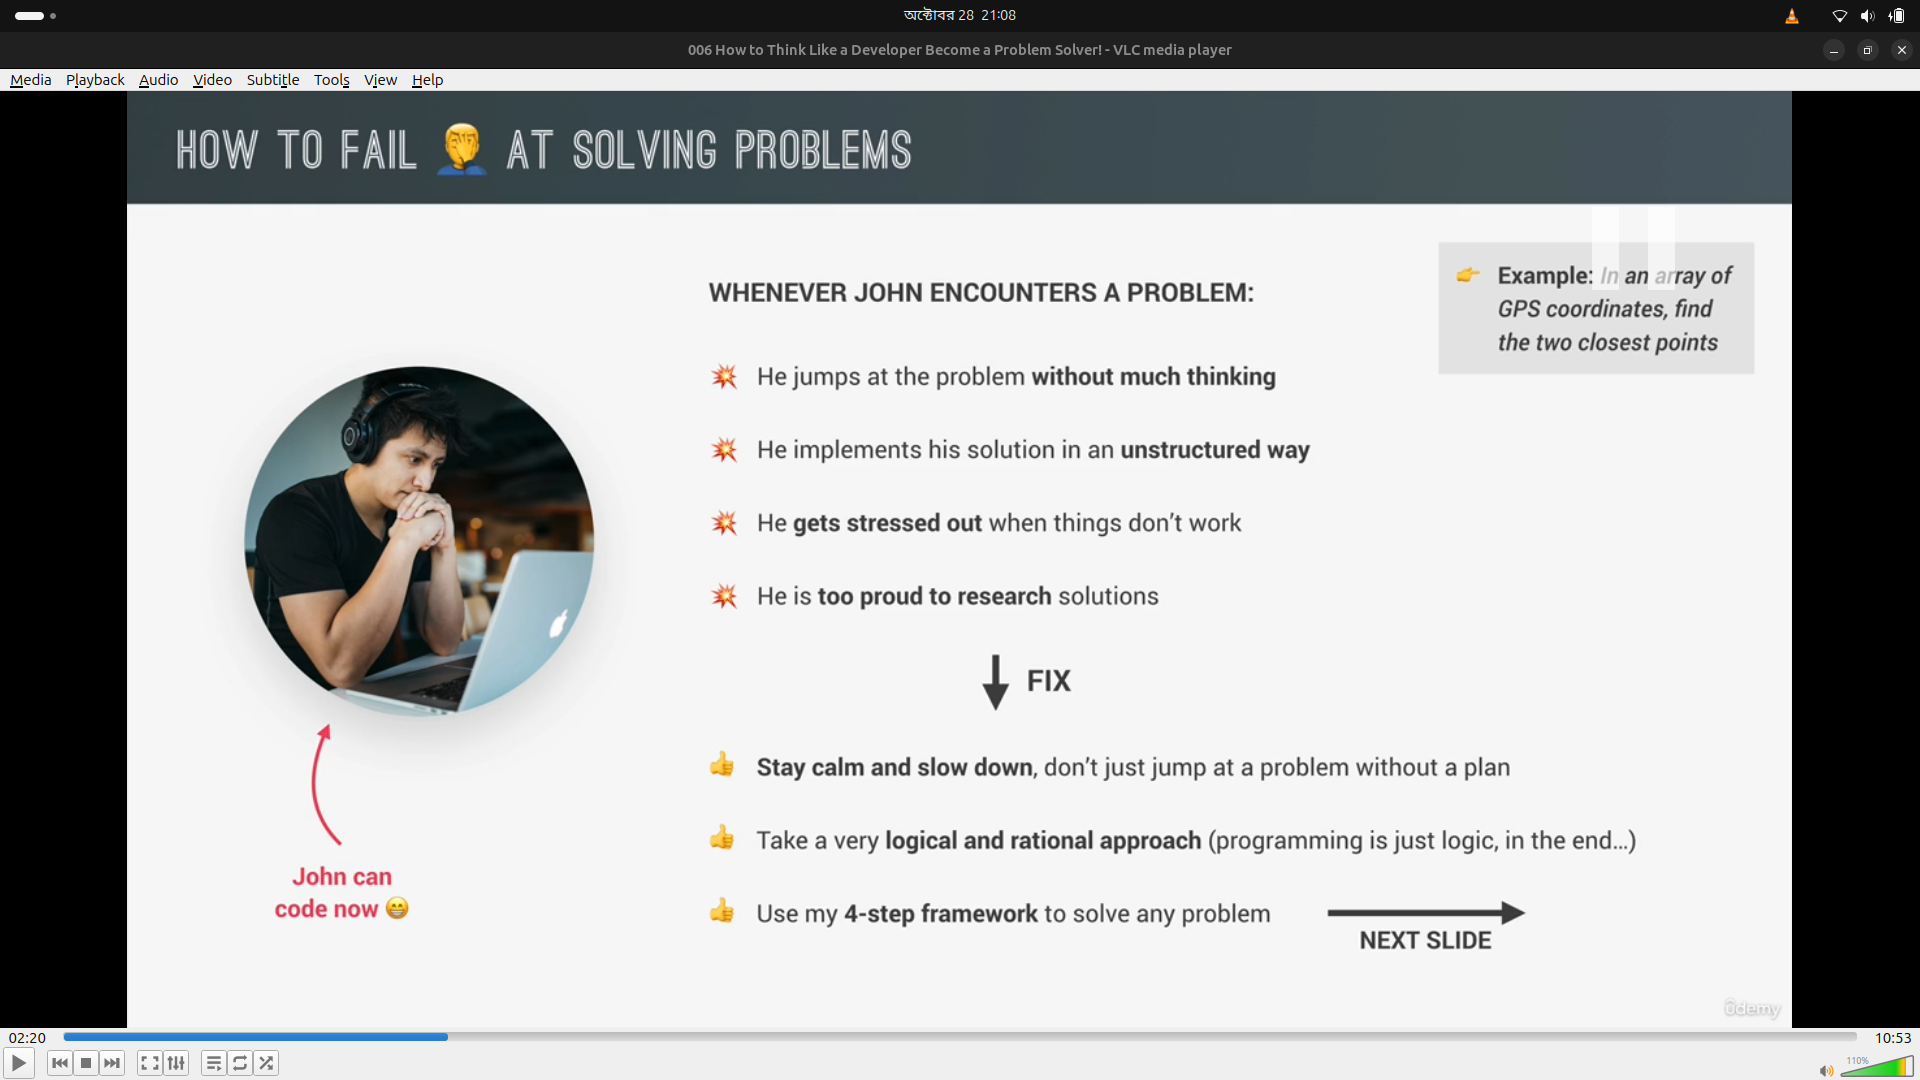 অক্টোবর 28 21:08
006 How to Think Like a Developer Become a Problem Solver! - VLC media player
Media Playback Audio Video Subtitle Tools View Help
HOW TO FAIL 🤦‍♂️ AT SOLVING PROBLEMS
👉 Example: In an array of
GPS coordinates, find
the two closest points
WHENEVER JOHN ENCOUNTERS A PROBLEM:
💥 He jumps at the problem without much thinking
💥 He implements his solution in an unstructured way
💥 He gets stressed out when things don't work
💥 He is too proud to research solutions
FIX
👍 Stay calm and slow down, don't just jump at a problem without a plan
👍 Take a very logical and rational approach (programming is just logic, in the end...)
👍 Use my 4-step framework to solve any problem
NEXT SLIDE
John can
code now 😁
ûdemy
02:20 10:53
110%